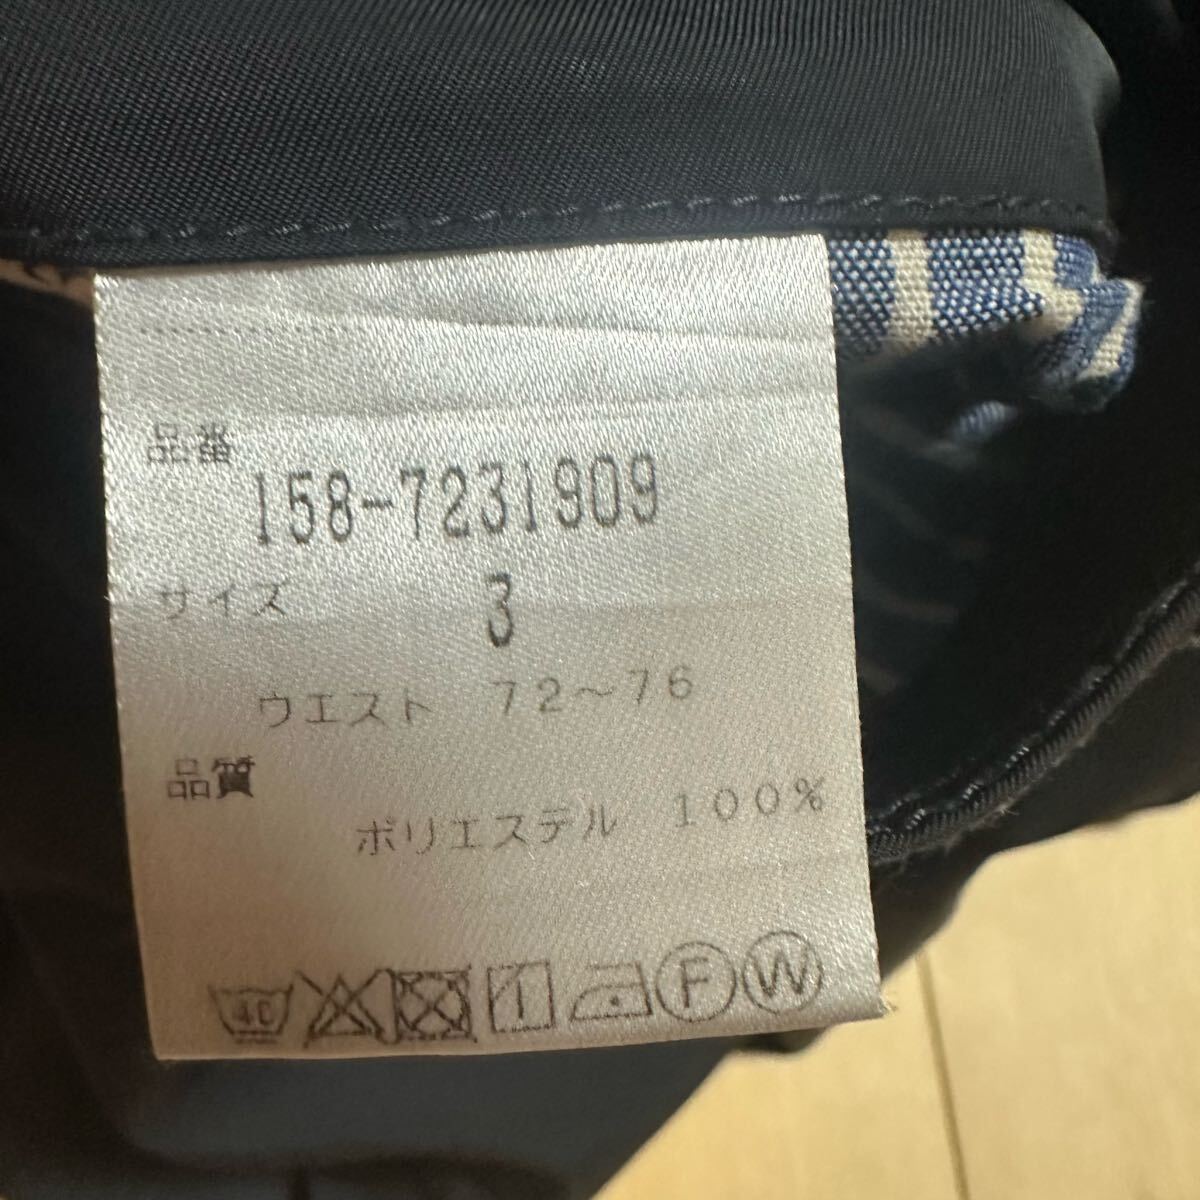 品番
158-7231909
サイズ 3
ウエスト 72～76
品質
ポリエステル 100%
40 F W